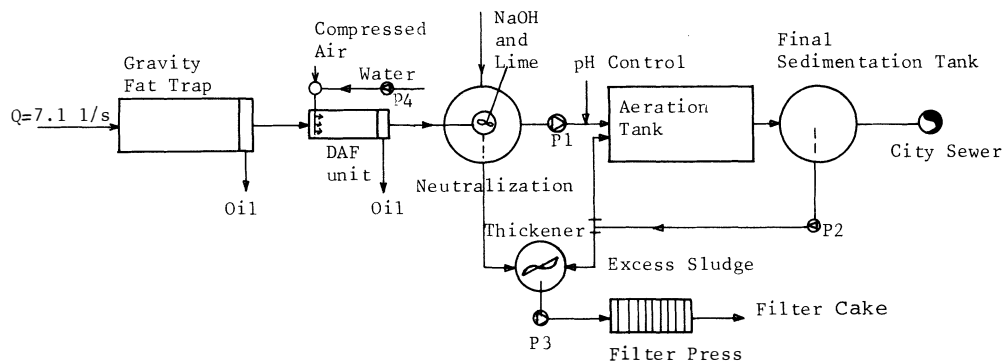 NaOH
and
Lime
Compressed
Air
Final
Sedimentation Tank
Gravity
Fat Trap
Water
P4
pH Control
Q=7.1 l/s
Aeration
Tank
P1
DAF
unit
City Sewer
Neutralization
Oil
Oil
Thickener
P2
Excess Sludge
Filter Cake
P3
Filter Press